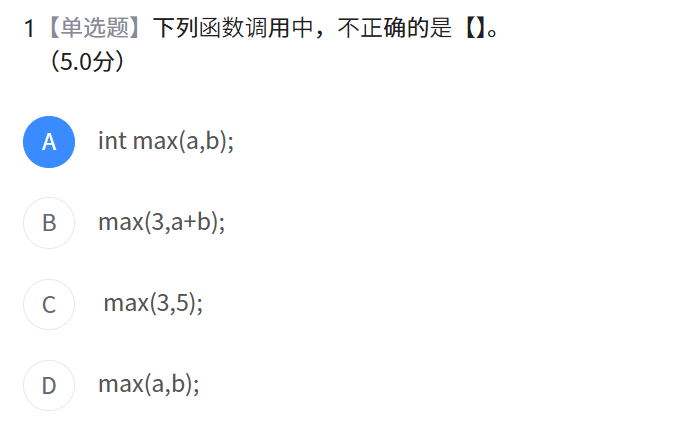 1【单选题】下列函数调用中，不正确的是【】。
（5.0分）
A int max(a,b);
B max(3,a+b);
C max(3,5);
D max(a,b);